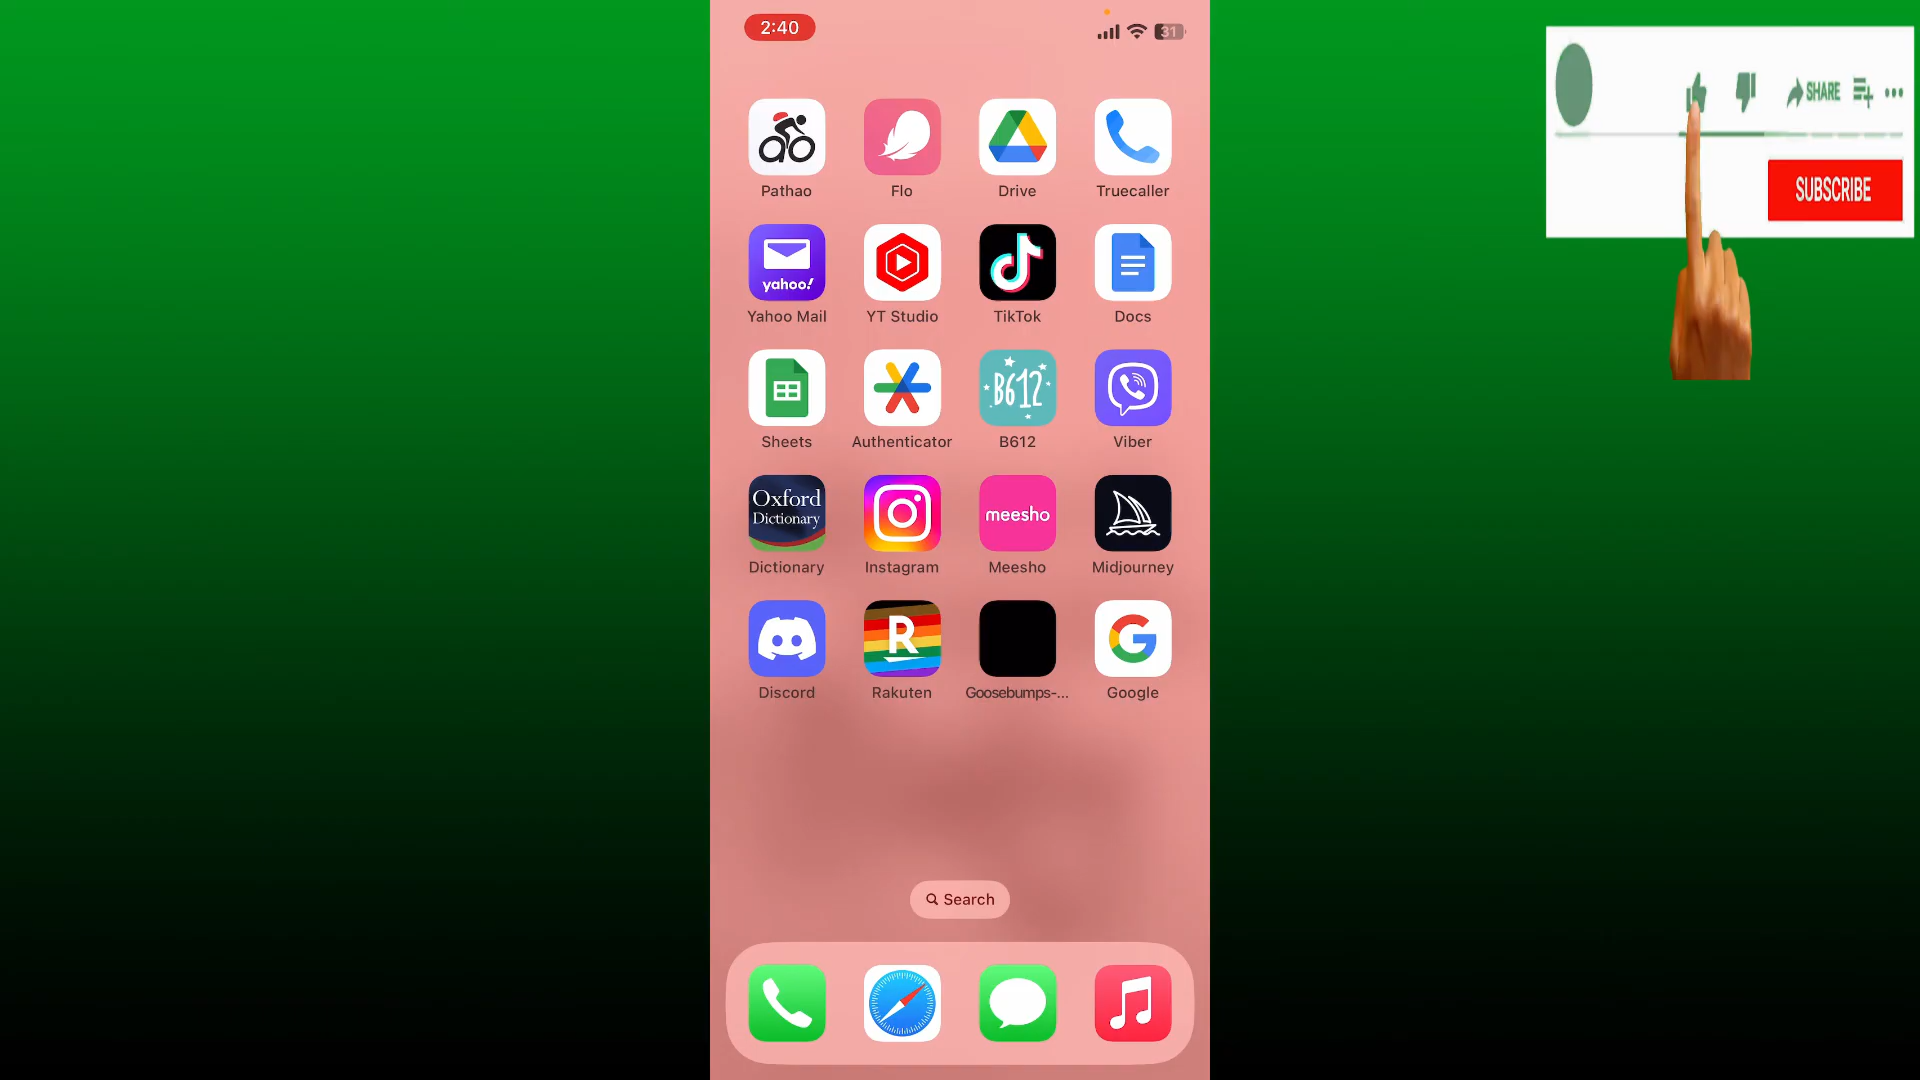 2:40
31
SHARE
SUBSCRIBE
Pathao
Flo
Drive
Truecaller
yahoo!
Yahoo Mail
YT Studio
TikTok
Docs
B612
Sheets
Authenticator
B612
Viber
Oxford
Dictionary
meesho
Dictionary
Instagram
Meesho
Midjourney
R
G
Discord
Rakuten
Goosebumps-...
Google
Search